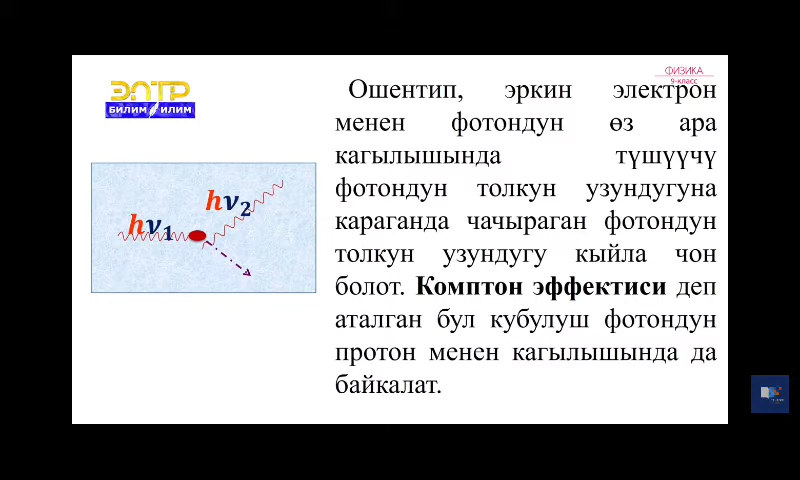 ЭЛТР
БИЛИМ ИЛИМ
ФИЗИКА
9-класс
hν₁
hν₂
Ошентип, эркин электрон
менен фотондун өз ара
кагылышында түшүүчү
фотондун толкун узундугуна
караганда чачыраган фотондун
толкун узундугу кыйла чон
болот. Комптон эффектиси деп
аталган бул кубулуш фотондун
протон менен кагылышында да
байкалат.